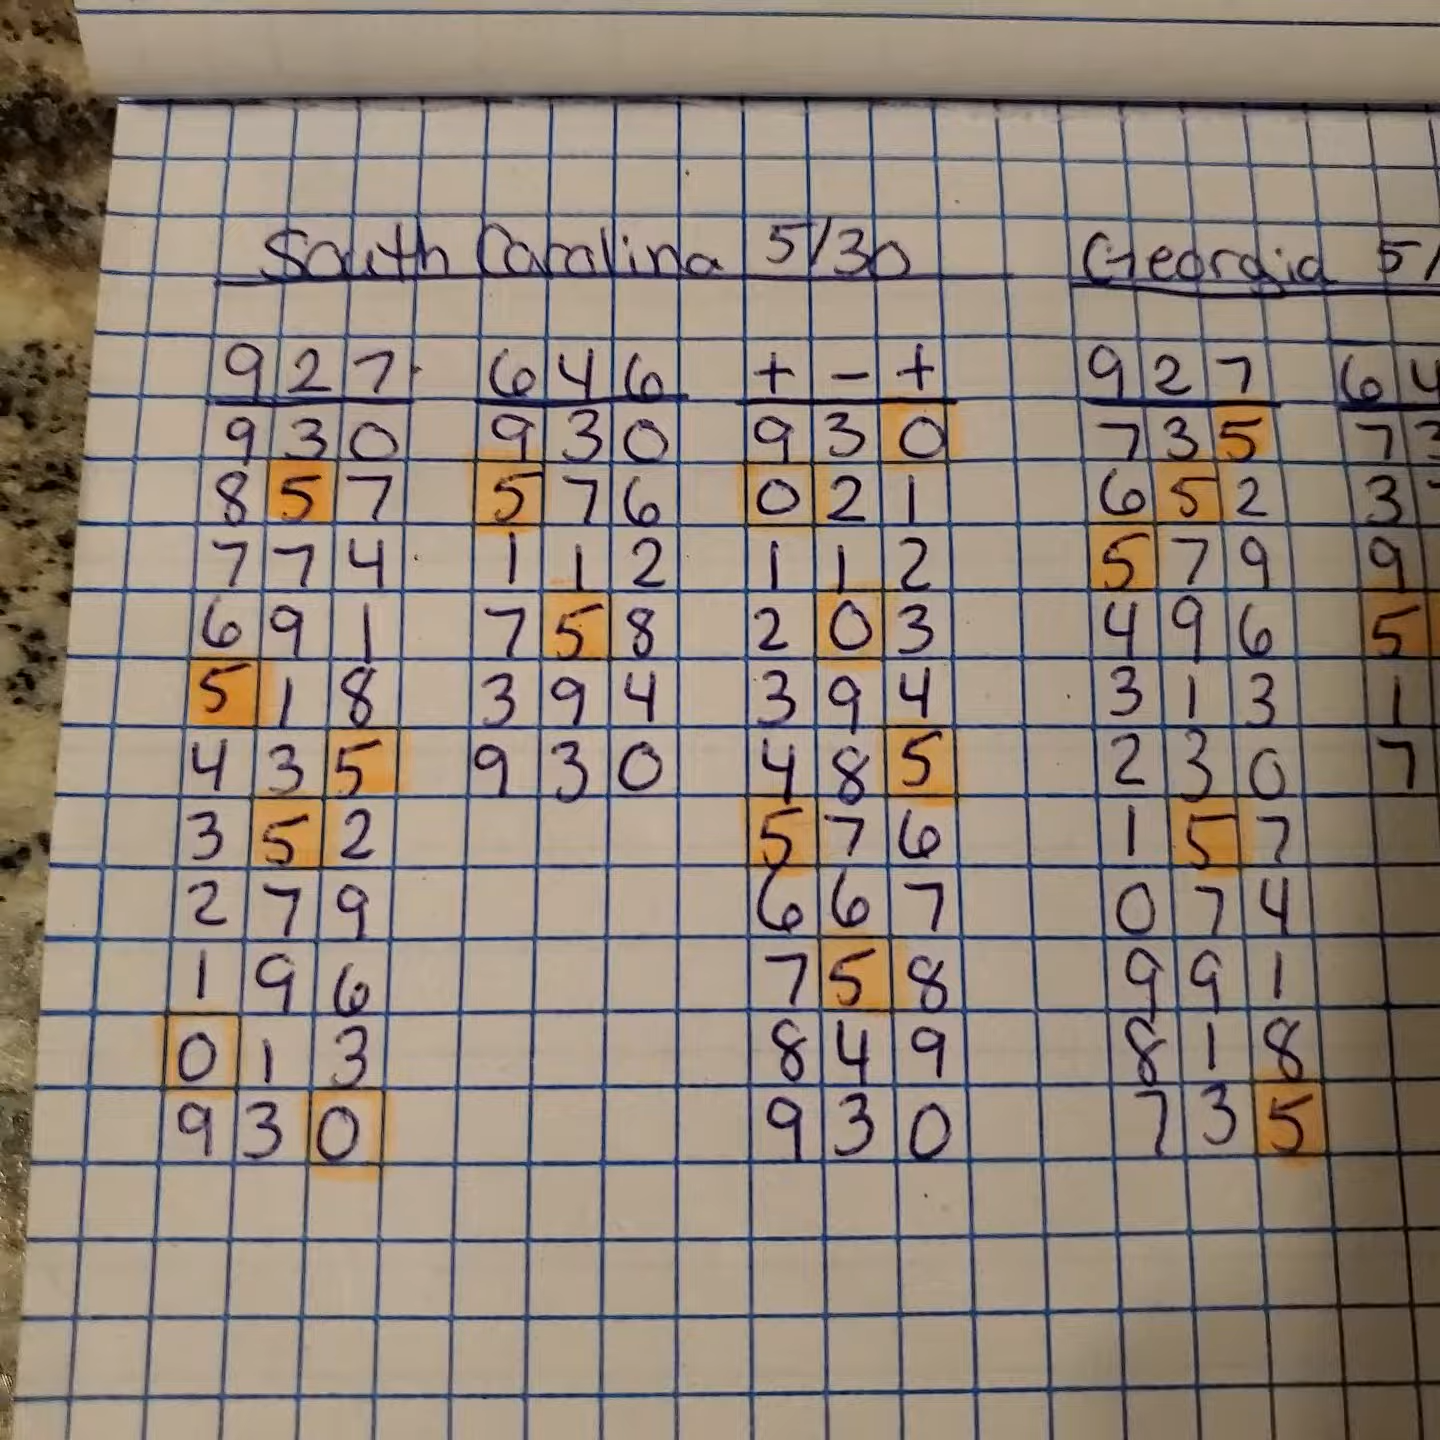 South Carolina 5/30 Georgia 5/
927 646 + - + 927 64
930 930 930 735 73
857 576 021 652 3
774 112 112 579 9
691 758 203 496 5
518 394 394 313 1
435 930 485 230 7
352 576 157
279 667 074
196 758 991
013 849 818
930 930 735